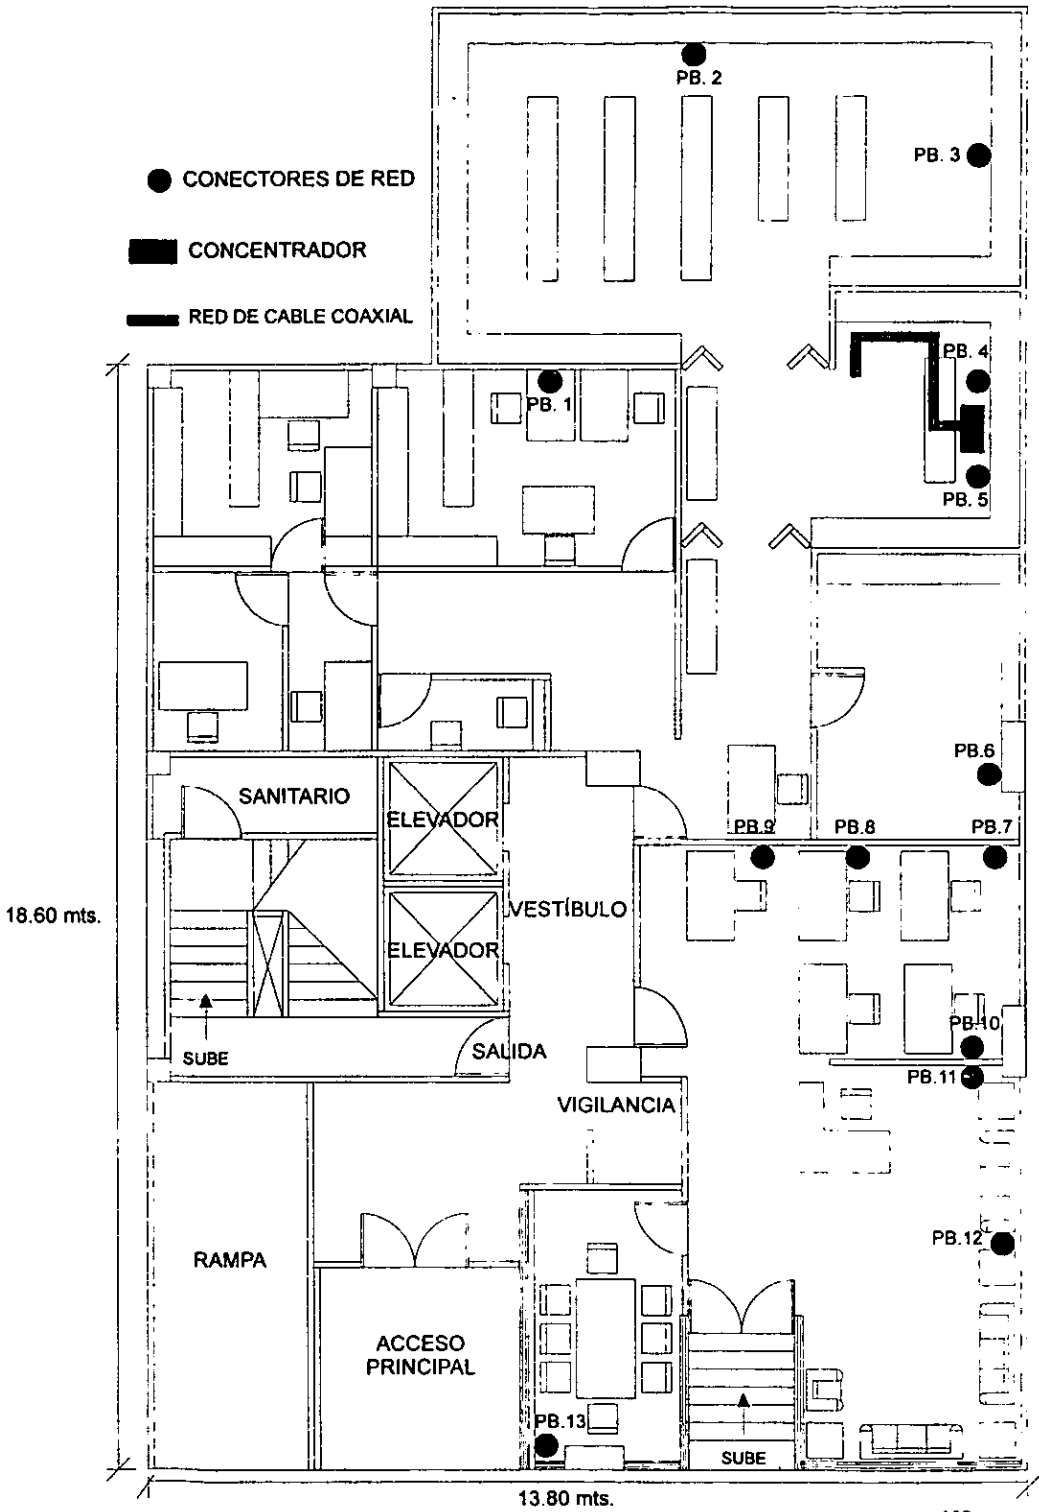 PB. 2
PB. 3
CONECTORES DE RED
CONCENTRADOR
RED DE CABLE COAXIAL
PB. 4
PB. 1
PB. 5
PB.6
SANITARIO
ELEVADOR
PB.9
PB.8
PB.7
18.60 mts.
VESTÍBULO
ELEVADOR
PB.10
SALIDA
SUBE
PB.11
VIGILANCIA
PB.12
RAMPA
ACCESO
PRINCIPAL
PB.13
SUBE
13.80 mts.